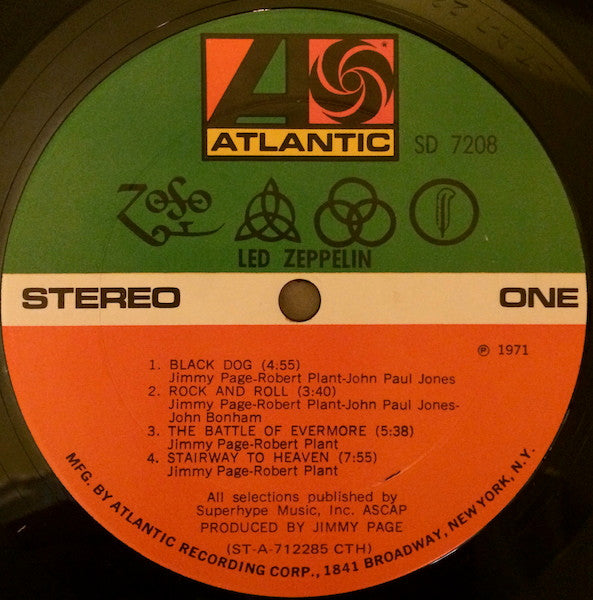 ATLANTIC
SD 7208
LED ZEPPELIN
STEREO
ONE
℗ 1971
1. BLACK DOG (4:55)
Jimmy Page-Robert Plant-John Paul Jones
2. ROCK AND ROLL (3:40)
Jimmy Page-Robert Plant-John Paul Jones-
John Bonham
3. THE BATTLE OF EVERMORE (5:38)
Jimmy Page-Robert Plant
4. STAIRWAY TO HEAVEN (7:55)
Jimmy Page-Robert Plant
All selections published by
Superhype Music, Inc. ASCAP
PRODUCED BY JIMMY PAGE
(ST-A-712285 CTH)
MFG. BY ATLANTIC RECORDING CORP., 1841 BROADWAY, NEW YORK, N.Y.